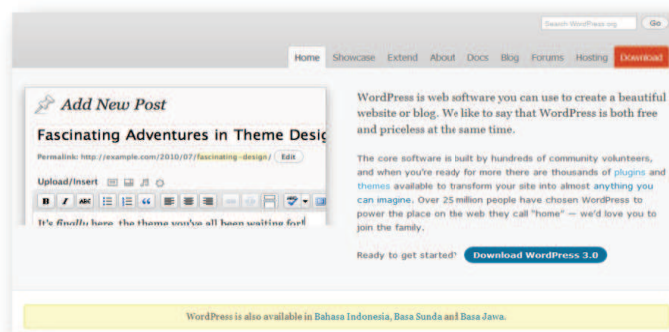 Search WordPress.org Go
Home Showcase Extend About Docs Blog Forums Hosting Download
Add New Post
Fascinating Adventures in Theme Desig
Permalink: http://example.com/2010/07/fascinating-design/ Edit
Upload/Insert
B I ABC
It's finally here, the theme you've all been waiting for!
WordPress is web software you can use to create a beautiful
website or blog. We like to say that WordPress is both free
and priceless at the same time.
The core software is built by hundreds of community volunteers,
and when you're ready for more there are thousands of plugins and
themes available to transform your site into almost anything you
can imagine. Over 25 million people have chosen WordPress to
power the place on the web they call "home" — we'd love you to
join the family.
Ready to get started? Download WordPress 3.0
WordPress is also available in Bahasa Indonesia, Basa Sunda and Basa Jawa.